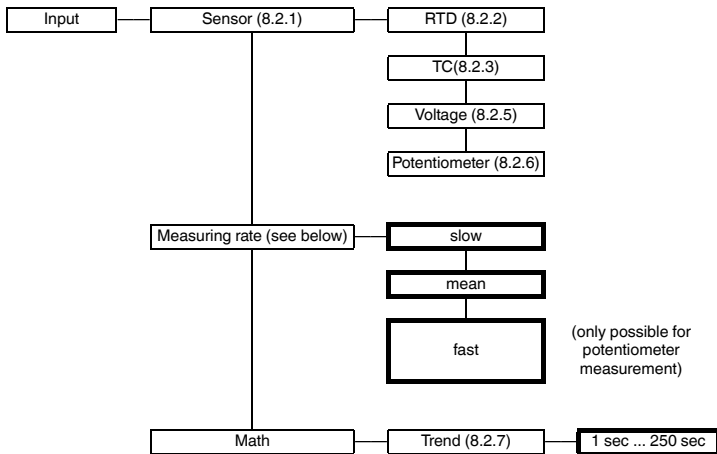 Input
Sensor (8.2.1)
RTD (8.2.2)
TC(8.2.3)
Voltage (8.2.5)
Potentiometer (8.2.6)
Measuring rate (see below)
slow
mean
fast
(only possible for
potentiometer
measurement)
Math
Trend (8.2.7)
1 sec ... 250 sec